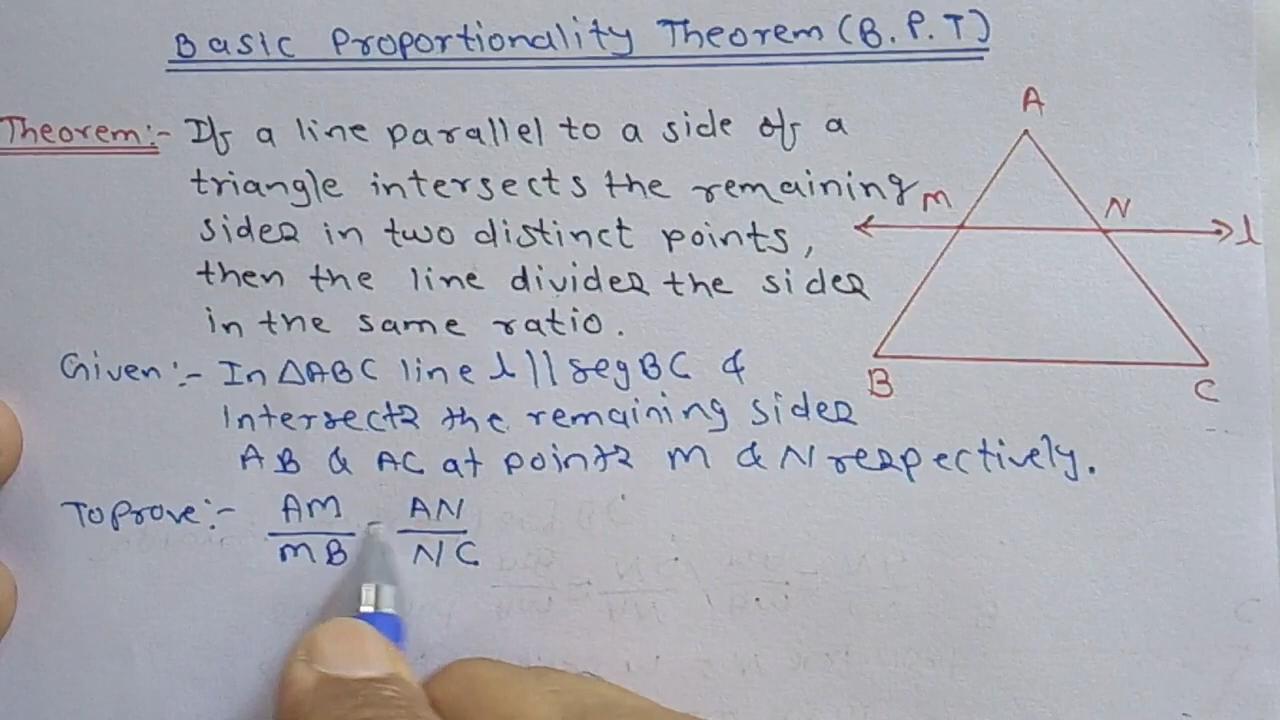 Basic Proportionality Theorem (B.P.T)
Theorem:- If a line parallel to a side of a
triangle intersects the remaining
sides in two distinct points,
then the line divides the sides
in the same ratio.
A
M N
l
B C
Given:- In △ABC line l || seg BC &
Intersects the remaining sides
AB & AC at points M & N respectively.
To Prove:- AM/MB = AN/NC